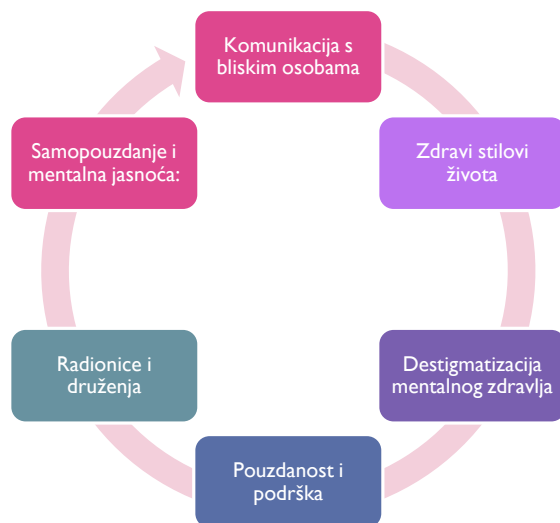 Komunikacija s
bliskim osobama
Zdravi stilovi
života
Destigmatizacija
mentalnog zdravlja
Pouzdanost i
podrška
Radionice i
druženja
Samopouzdanje i
mentalna jasnoća: